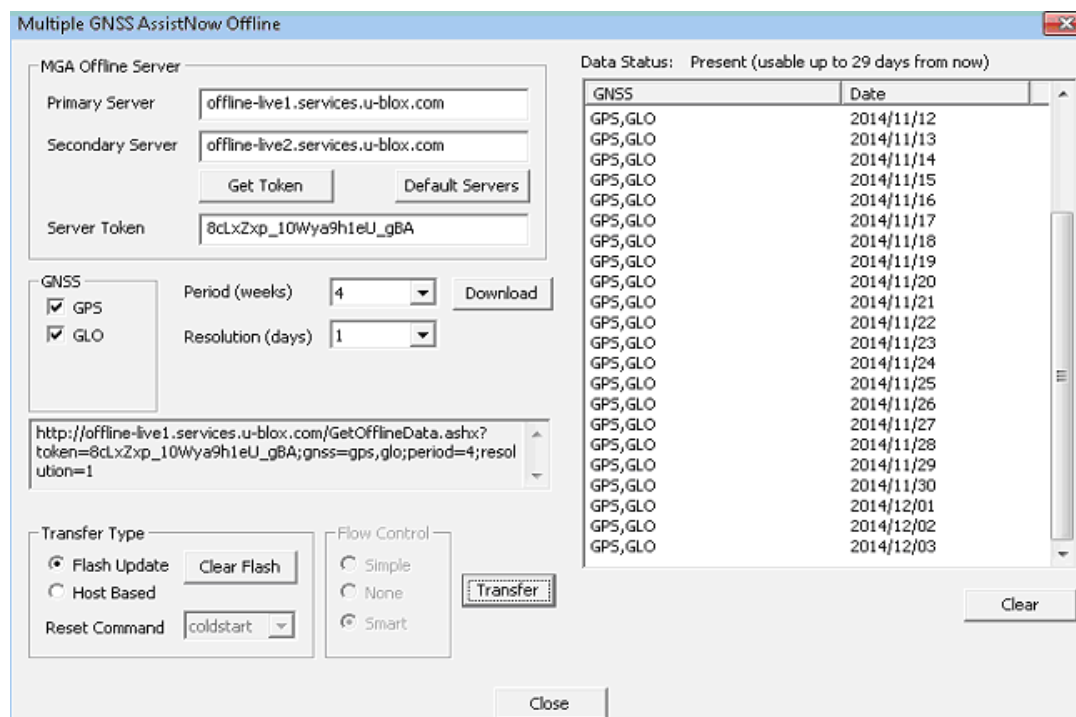 Multiple GNSS AssistNow Offline
MGA Offline Server
Primary Server offline-live1.services.u-blox.com
Secondary Server offline-live2.services.u-blox.com
Get Token Default Servers
Server Token 8cLxZxp_10Wya9h1eU_gBA
GNSS
GPS
GLO
Period (weeks) 4 Download
Resolution (days) 1
http://offline-live1.services.u-blox.com/GetOfflineData.ashx?
token=8cLxZxp_10Wya9h1eU_gBA;gnss=gps,glo;period=4;resol
ution=1
Transfer Type
Flash Update Clear Flash
Host Based
Reset Command coldstart
Flow Control
Simple
None
Smart
Transfer
Data Status: Present (usable up to 29 days from now)
GNSS Date
GPS,GLO 2014/11/12
GPS,GLO 2014/11/13
GPS,GLO 2014/11/14
GPS,GLO 2014/11/15
GPS,GLO 2014/11/16
GPS,GLO 2014/11/17
GPS,GLO 2014/11/18
GPS,GLO 2014/11/19
GPS,GLO 2014/11/20
GPS,GLO 2014/11/21
GPS,GLO 2014/11/22
GPS,GLO 2014/11/23
GPS,GLO 2014/11/24
GPS,GLO 2014/11/25
GPS,GLO 2014/11/26
GPS,GLO 2014/11/27
GPS,GLO 2014/11/28
GPS,GLO 2014/11/29
GPS,GLO 2014/11/30
GPS,GLO 2014/12/01
GPS,GLO 2014/12/02
GPS,GLO 2014/12/03
Clear
Close